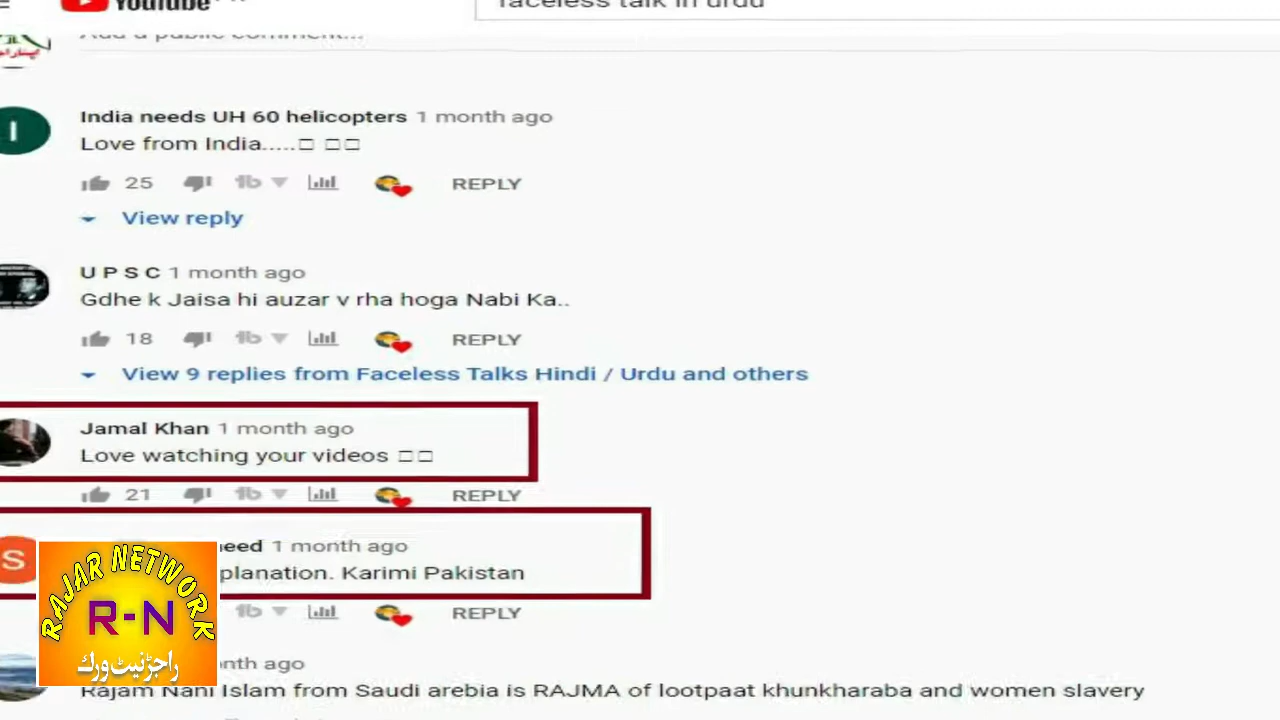 YouTube
faceless talk in urdu
Add a public comment...
I
India needs UH 60 helicopters 1 month ago
Love from India.....□ □□
25
REPLY
View reply
U P S C 1 month ago
Gdhe k Jaisa hi auzar v rha hoga Nabi Ka..
18
REPLY
View 9 replies from Faceless Talks Hindi / Urdu and others
Jamal Khan 1 month ago
Love watching your videos □□
21
REPLY
S
eed 1 month ago
planation. Karimi Pakistan
REPLY
RAJAR NETWORK
R-N
راجڑ نیٹ ورک
nth ago
Rajam Nahi Islam from Saudi arebia is RAJMA of lootpaat khunkharaba and women slavery